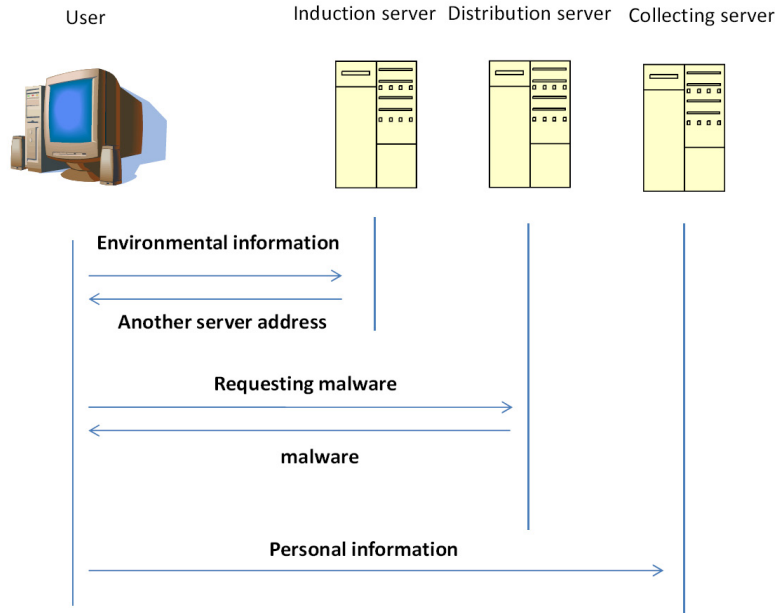 User
Induction server
Distribution server
Collecting server
Environmental information
Another server address
Requesting malware
malware
Personal information